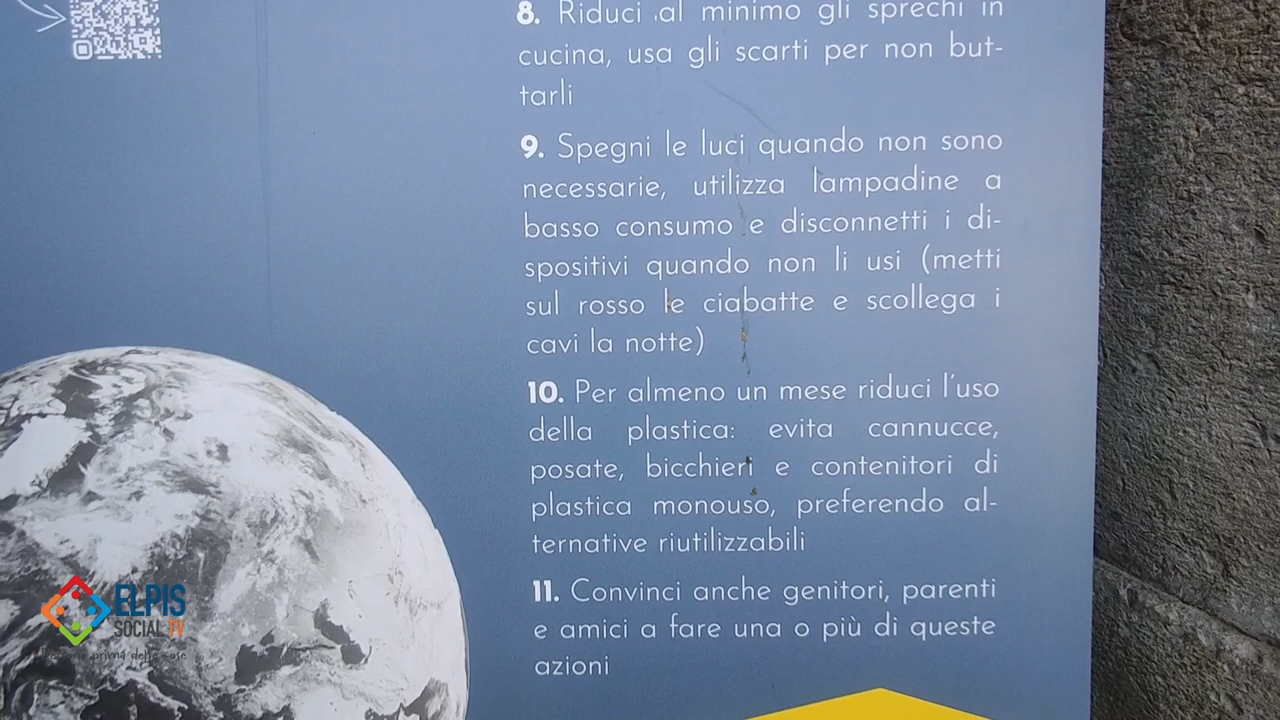 8. Riduci al minimo gli sprechi in
cucina, usa gli scarti per non but-
tarli
9. Spegni le luci quando non sono
necessarie, utilizza lampadine a
basso consumo e disconnetti i di-
spositivi quando non li usi (metti
sul rosso le ciabatte e scollega i
cavi la notte)
10. Per almeno un mese riduci l'uso
della plastica: evita cannucce,
posate, bicchieri e contenitori di
plastica monouso, preferendo al-
ternative riutilizzabili
11. Convinci anche genitori, parenti
e amici a fare una o più di queste
azioni
ELPIS
SOCIAL TV
prima delle cose